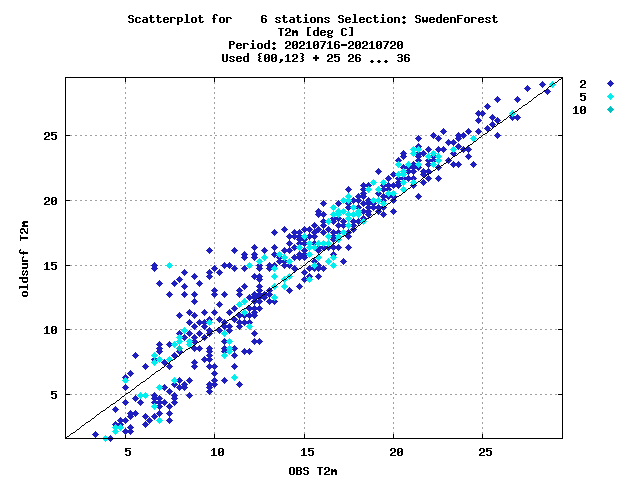 Scatterplot for 6 stations Selection: SwedenForest
T2m [deg C]
Period: 20210716-20210720
Used {00,12} + 25 26 ... 36
2
5
10
25
20
15
10
5
oldsurf T2m
5 10 15 20 25
OBS T2m